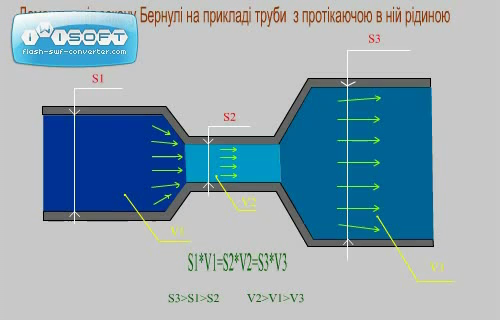 Бернулі на прикладі труби з протікаючою в ній рідиною
iWiSOFT
flash-swf-converter.com
S1
S2
S3
V1
V2
V1
S1*V1=S2*V2=S3*V3
S3>S1>S2 V2>V1>V3